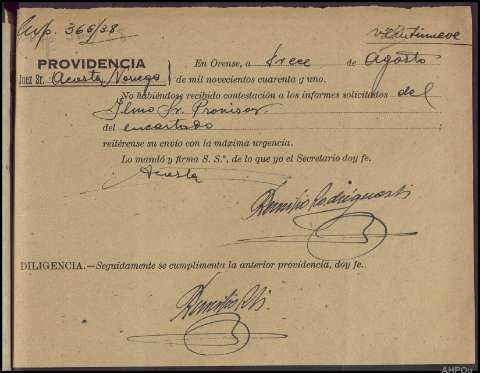 Exp. 366/38
veintinueve
PROVIDENCIA
Juez Sr. Acosta Noriega
En Orense, a trece de Agosto
de mil novecientos cuarenta y uno.
No habiéndose recibido contestación a los informes solicitados del
Ilmo Sr. Provisor
del encartado
reitérense su envío con la máxima urgencia.
Lo mandó y firma S. S.ª, de lo que yo el Secretario doy fe.
Acosta
Remisio Rodríguez
DILIGENCIA.—Seguidamente se cumplimenta la anterior providencia, doy fe.
AHPOu